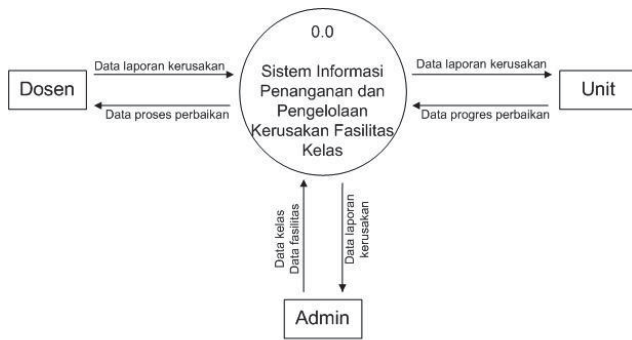 0.0
Sistem Informasi
Penanganan dan
Pengelolaan
Kerusakan Fasilitas
Kelas
Dosen
Data laporan kerusakan
Data proses perbaikan
Data laporan kerusakan
Data progres perbaikan
Unit
Data kelas
Data fasilitas
Data laporan
kerusakan
Admin